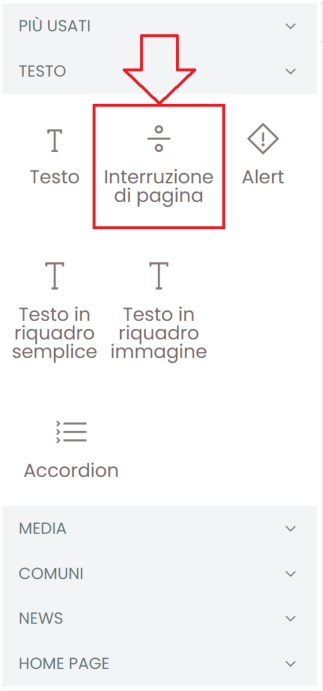 PIÙ USATI
TESTO
Testo
Interruzione
di pagina
Alert
Testo in
riquadro
semplice
Testo in
riquadro
immagine
Accordion
MEDIA
COMUNI
NEWS
HOME PAGE